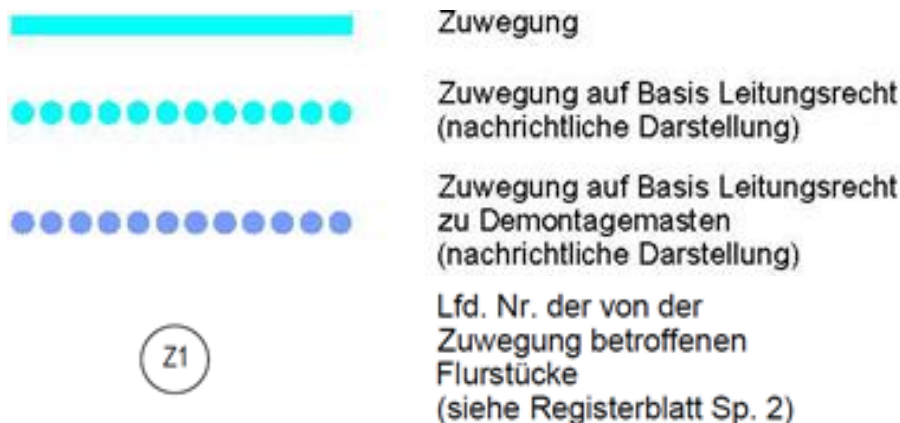 Zuwegung
Zuwegung auf Basis Leitungsrecht
(nachrichtliche Darstellung)
Zuwegung auf Basis Leitungsrecht
zu Demontagemasten
(nachrichtliche Darstellung)
Z1
Lfd. Nr. der von der
Zuwegung betroffenen
Flurstücke
(siehe Registerblatt Sp. 2)